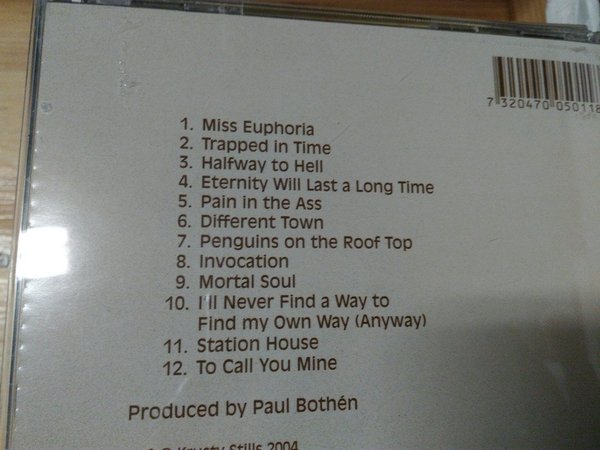 7 320470 050118
1. Miss Euphoria
2. Trapped in Time
3. Halfway to Hell
4. Eternity Will Last a Long Time
5. Pain in the Ass
6. Different Town
7. Penguins on the Roof Top
8. Invocation
9. Mortal Soul
10. I'll Never Find a Way to
Find my Own Way (Anyway)
11. Station House
12. To Call You Mine
Produced by Paul Bothén
Krusty Stills 2004